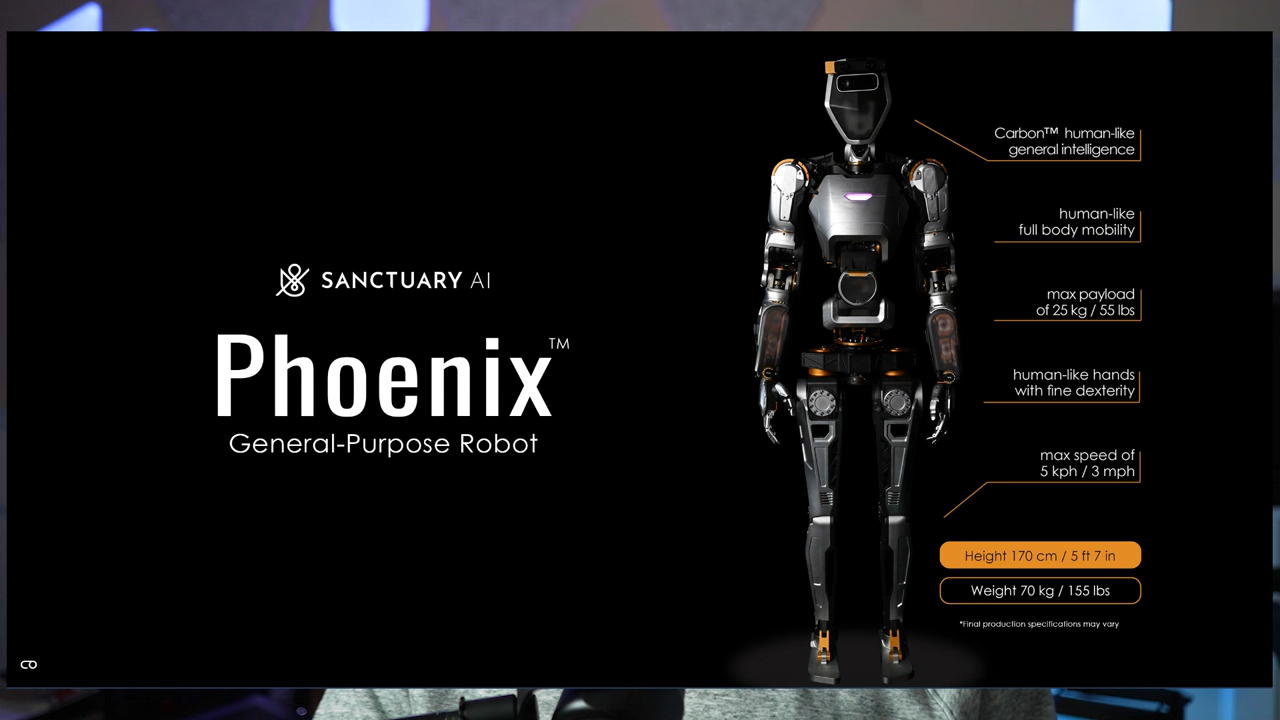 SANCTUARY AI
Phoenix™
General-Purpose Robot
Carbon™ human-like
general intelligence
human-like
full body mobility
max payload
of 25 kg / 55 lbs
human-like hands
with fine dexterity
max speed of
5 kph / 3 mph
Height 170 cm / 5 ft 7 in
Weight 70 kg / 155 lbs
*Final production specifications may vary